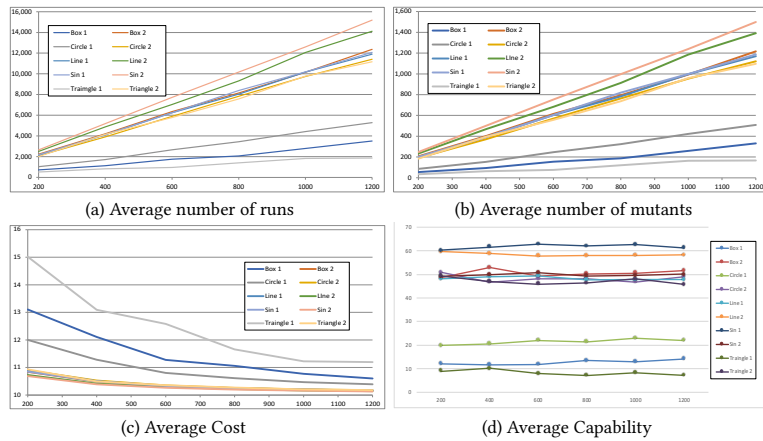 16,000
14,000
12,000
10,000
8,000
6,000
4,000
2,000
0
Box 1
Box 2
Circle 1
Circle 2
Line 1
LIne 2
Sin 1
Sin 2
Traimgle 1
Triangle 2
200
400
600
800
1000
1200
(a) Average number of runs
1,600
1,400
1,200
1,000
800
600
400
200
0
Box 1
Box 2
Circle 1
Circle 2
Line 1
LIne 2
Sin 1
Sin 2
Traingle 1
Triangle 2
200
400
600
800
1000
1200
(b) Average number of mutants
16
15
14
13
12
11
10
Box 1
Box 2
Circle 1
Circle 2
Line 1
LIne 2
Sin 1
Sin 2
Traingle 1
Triangle 2
200
400
600
800
1000
1200
(c) Average Cost
70
60
50
40
30
20
10
0
200
400
600
800
1000
1200
Box 1
Box 2
Circle 1
Circle 2
Line 1
Line 2
Sin 1
Sin 2
Traingle 1
Traingle 2
(d) Average Capability